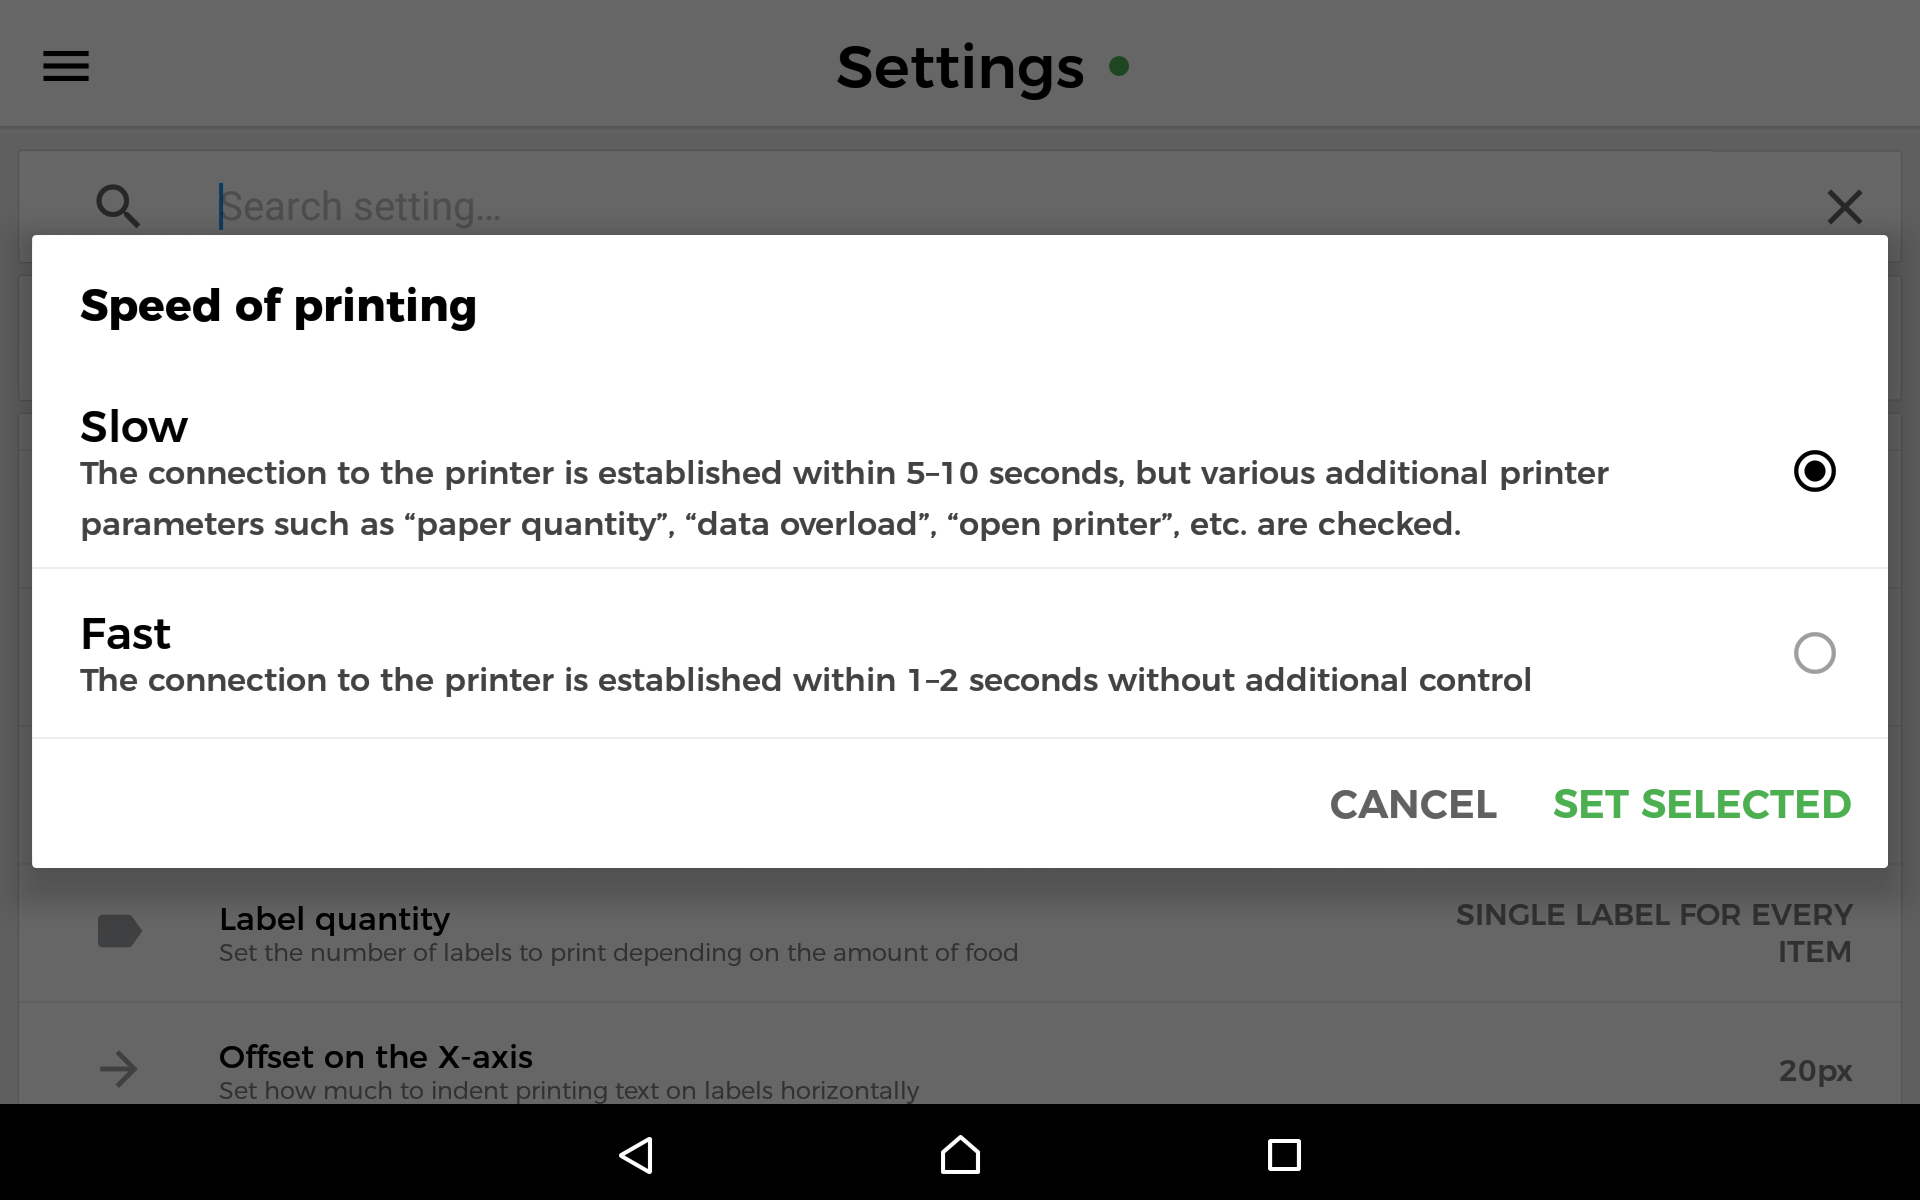 Settings
Search setting...
Speed of printing
Slow
The connection to the printer is established within 5–10 seconds, but various additional printer
parameters such as “paper quantity”, “data overload”, “open printer”, etc. are checked.
Fast
The connection to the printer is established within 1–2 seconds without additional control
CANCEL SET SELECTED
Label quantity
Set the number of labels to print depending on the amount of food
SINGLE LABEL FOR EVERY
ITEM
Offset on the X-axis
Set how much to indent printing text on labels horizontally
20px